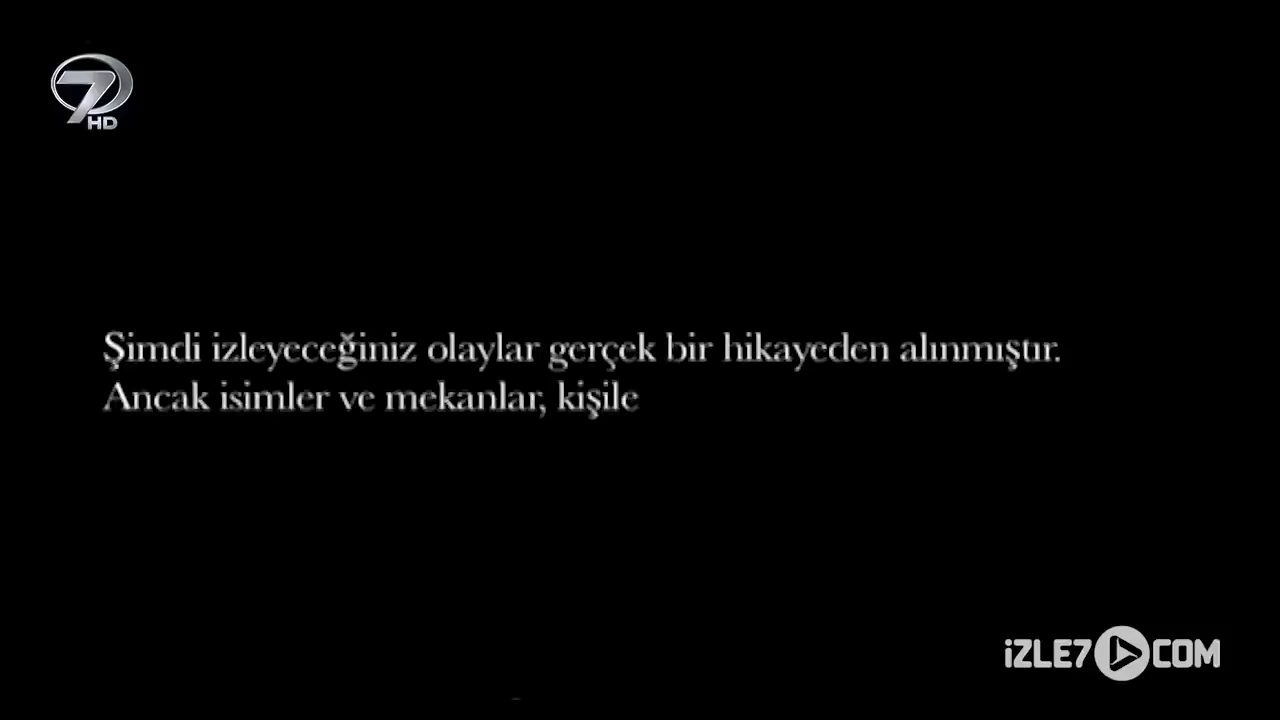 7
HD
Şimdi izleyeceğiniz olaylar gerçek bir hikayeden alınmıştır.
Ancak isimler ve mekanlar, kişile
iZLE7 COM